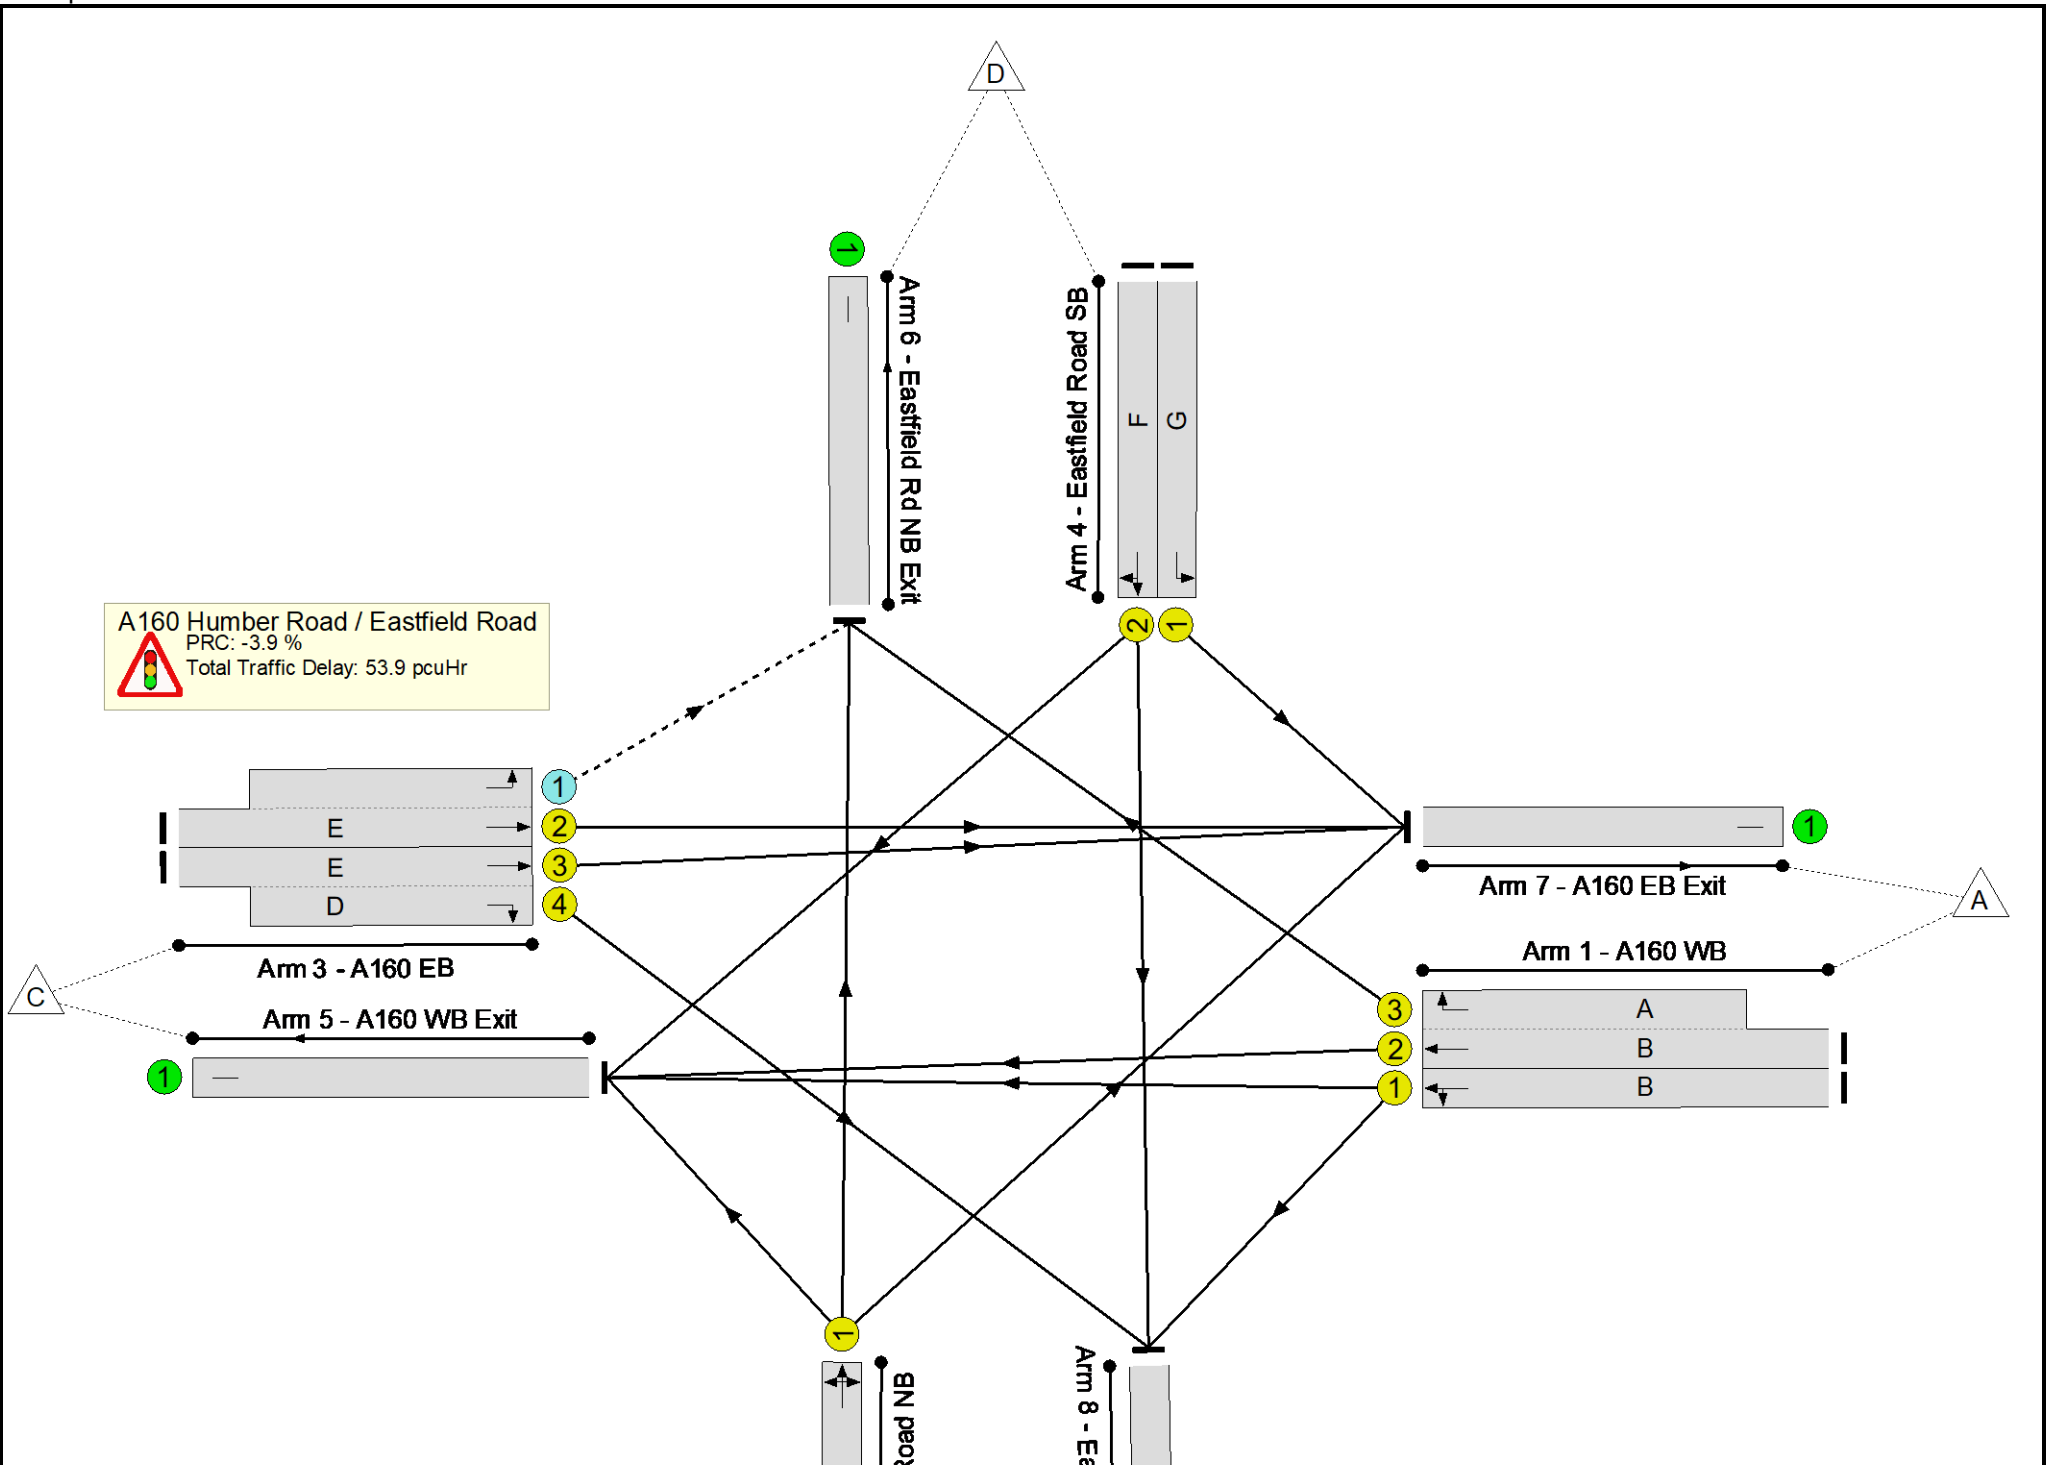 D
1
Arm 6 - Eastfield Rd NB Exit
Arm 4 - Eastfield Road SB
F
G
2
1
A160 Humber Road / Eastfield Road
PRC: -3.9 %
Total Traffic Delay: 53.9 pcuHr
1
E
2
E
3
D
4
Arm 3 - A160 EB
C
Arm 5 - A160 WB Exit
1
1
Arm 7 - A160 EB Exit
A
Arm 1 - A160 WB
3
A
2
B
1
B
1
Road NB
Arm 8 - Ea